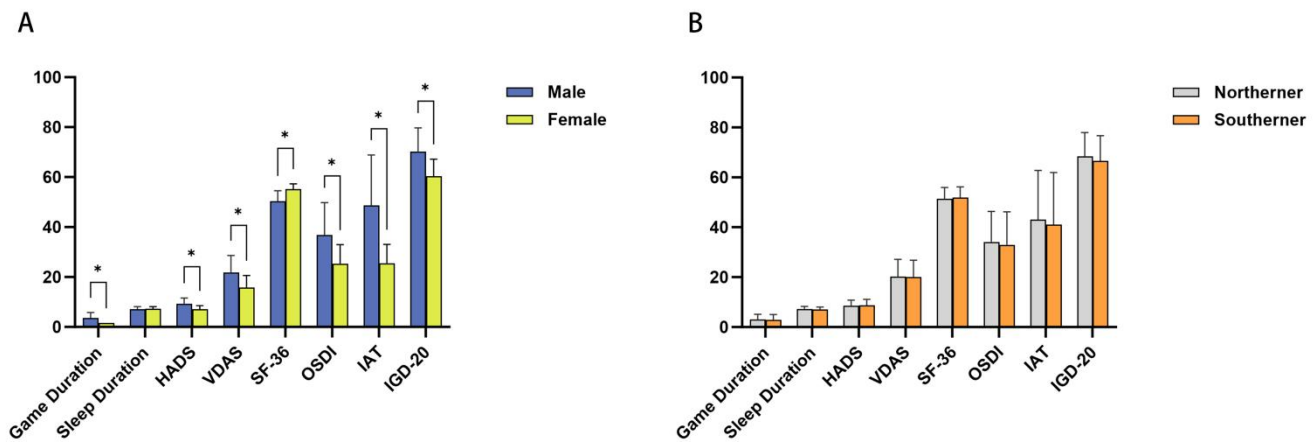 A
100
80
60
40
20
0
*
*
*
*
*
*
*
Game Duration
Sleep Duration
HADS
VDAS
SF-36
OSDI
IAT
IGD-20
Male
Female
B
100
80
60
40
20
0
Game Duration
Sleep Duration
HADS
VDAS
SF-36
OSDI
IAT
IGD-20
Northerner
Southerner